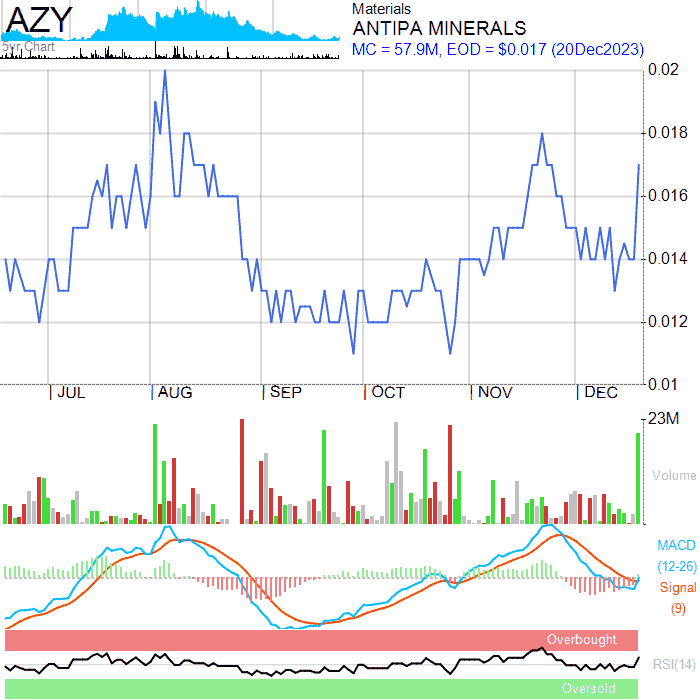 AZY
5yr Chart
Materials
ANTIPA MINERALS
MC = 57.9M, EOD = $0.017 (20Dec2023)
0.02
0.018
0.016
0.014
0.012
0.01
JUL AUG SEP OCT NOV DEC
23M
Volume
MACD
(12-26)
Signal
(9)
Overbought
RSI(14)
Oversold